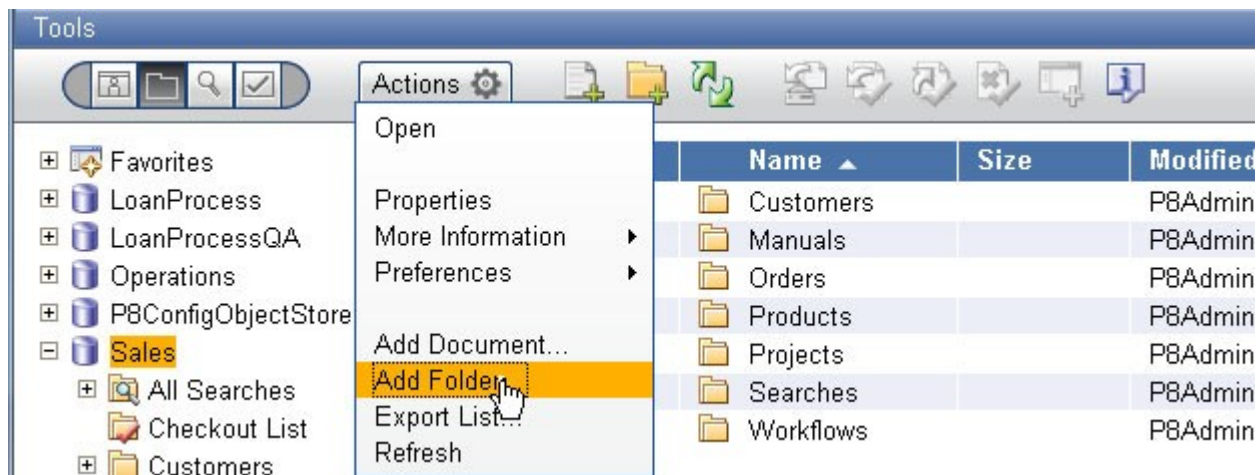 Tools
Actions
Open
Properties
More Information
Preferences
Add Document...
Add Folder
Export List...
Refresh
Favorites
LoanProcess
LoanProcessQA
Operations
P8ConfigObjectStore
Sales
All Searches
Checkout List
Customers
Name Size Modified
Customers P8Admin
Manuals P8Admin
Orders P8Admin
Products P8Admin
Projects P8Admin
Searches P8Admin
Workflows P8Admin